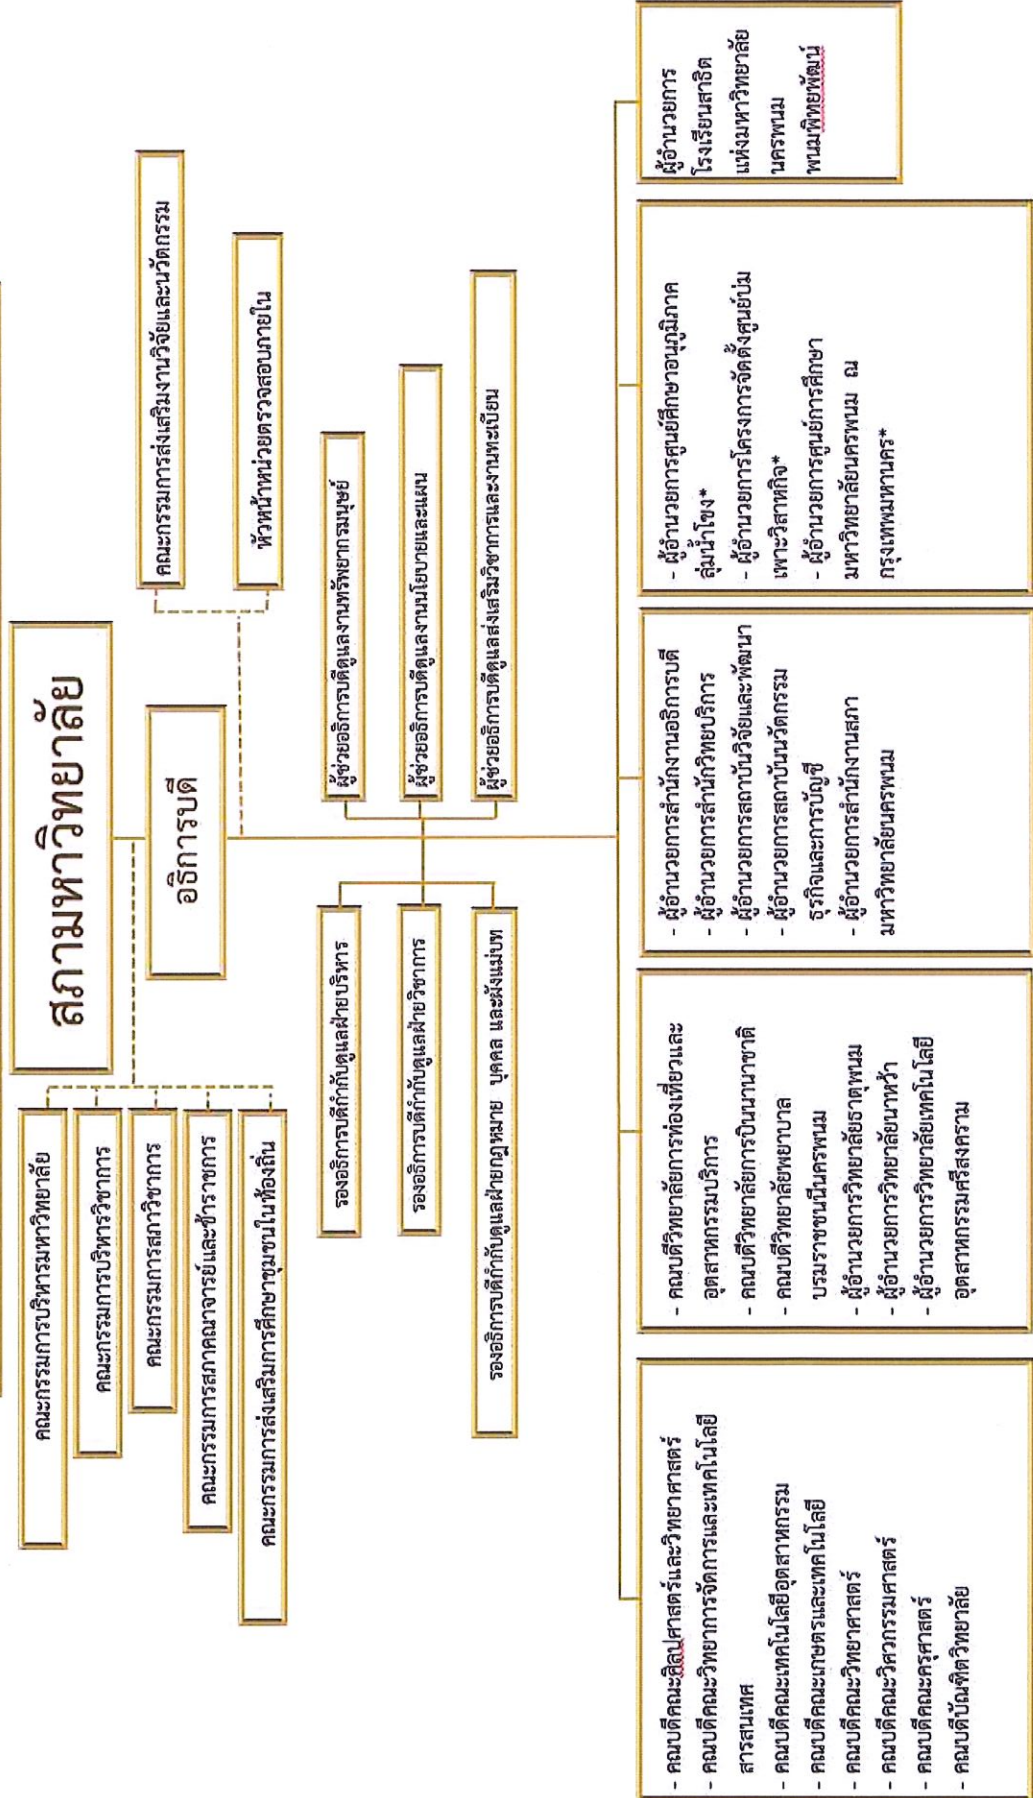 สภามหาวิทยาลัย
อธิการบดี
คณะกรรมการบริหารมหาวิทยาลัย
คณะกรรมการบริหารวิชาการ
คณะกรรมการสภาวิชาการ
คณะกรรมการสภาคณาจารย์และข้าราชการ
คณะกรรมการส่งเสริมการศึกษาชุมชนในท้องถิ่น
คณะกรรมการส่งเสริมงานวิจัยและนวัตกรรม
หัวหน้าหน่วยตรวจสอบภายใน
รองอธิการบดีกำกับดูแลฝ่ายบริหาร
รองอธิการบดีกำกับดูแลฝ่ายวิชาการ
รองอธิการบดีกำกับดูแลฝ่ายกฎหมาย บุคคล และผังแม่บท
ผู้ช่วยอธิการบดีดูแลงานทรัพยากรมนุษย์
ผู้ช่วยอธิการบดีดูแลงานนโยบายและแผน
ผู้ช่วยอธิการบดีดูแลส่งเสริมวิชาการและงานทะเบียน
- คณบดีคณะศิลปศาสตร์และวิทยาศาสตร์
- คณบดีคณะวิทยาการจัดการและเทคโนโลยี
สารสนเทศ
- คณบดีคณะเทคโนโลยีอุตสาหกรรม
- คณบดีคณะเกษตรและเทคโนโลยี
- คณบดีคณะวิทยาศาสตร์
- คณบดีคณะวิศวกรรมศาสตร์
- คณบดีคณะครุศาสตร์
- คณบดีบัณฑิตวิทยาลัย
- คณบดีวิทยาลัยการท่องเที่ยวและ
อุตสาหกรรมบริการ
- คณบดีวิทยาลัยการบินนานาชาติ
- คณบดีวิทยาลัยพยาบาล
บรมราชชนนีนครพนม
- ผู้อำนวยการวิทยาลัยธาตุพนม
- ผู้อำนวยการวิทยาลัยนาหว้า
- ผู้อำนวยการวิทยาลัยเทคโนโลยี
อุตสาหกรรมศรีสงคราม
- ผู้อำนวยการสำนักงานอธิการบดี
- ผู้อำนวยการสำนักวิทยบริการ
- ผู้อำนวยการสถาบันวิจัยและพัฒนา
- ผู้อำนวยการสถาบันนวัตกรรม
ธุรกิจและการบัญชี
- ผู้อำนวยการสำนักงานสภา
มหาวิทยาลัยนครพนม
- ผู้อำนวยการศูนย์ศึกษาอนุภูมิภาค
ลุ่มน้ำโขง*
- ผู้อำนวยการโครงการจัดตั้งศูนย์บ่ม
เพาะวิสาหกิจ*
- ผู้อำนวยการศูนย์การศึกษา
มหาวิทยาลัยนครพนม ณ
กรุงเทพมหานคร*
ผู้อำนวยการ
โรงเรียนสาธิต
แห่งมหาวิทยาลัย
นครพนม
พนมพิทยพัฒน์